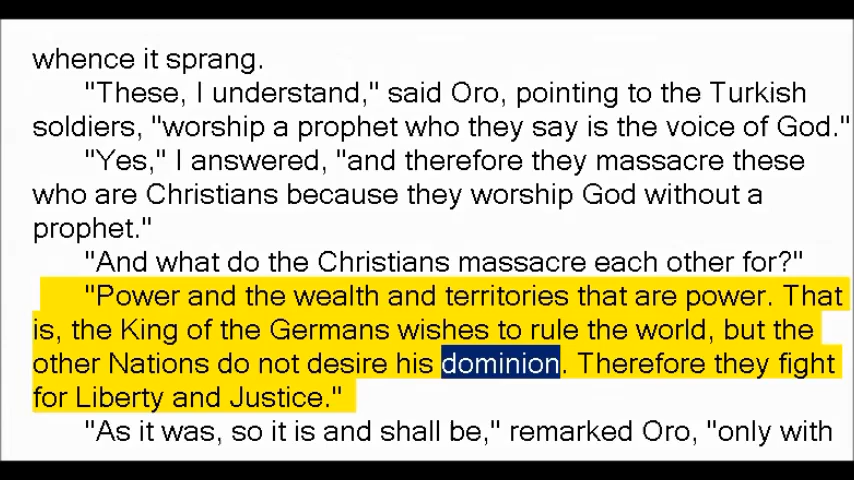 whence it sprang.
"These, I understand," said Oro, pointing to the Turkish
soldiers, "worship a prophet who they say is the voice of God."
"Yes," I answered, "and therefore they massacre these
who are Christians because they worship God without a
prophet."
"And what do the Christians massacre each other for?"
"Power and the wealth and territories that are power. That
is, the King of the Germans wishes to rule the world, but the
other Nations do not desire his dominion. Therefore they fight
for Liberty and Justice."
"As it was, so it is and shall be," remarked Oro, "only with